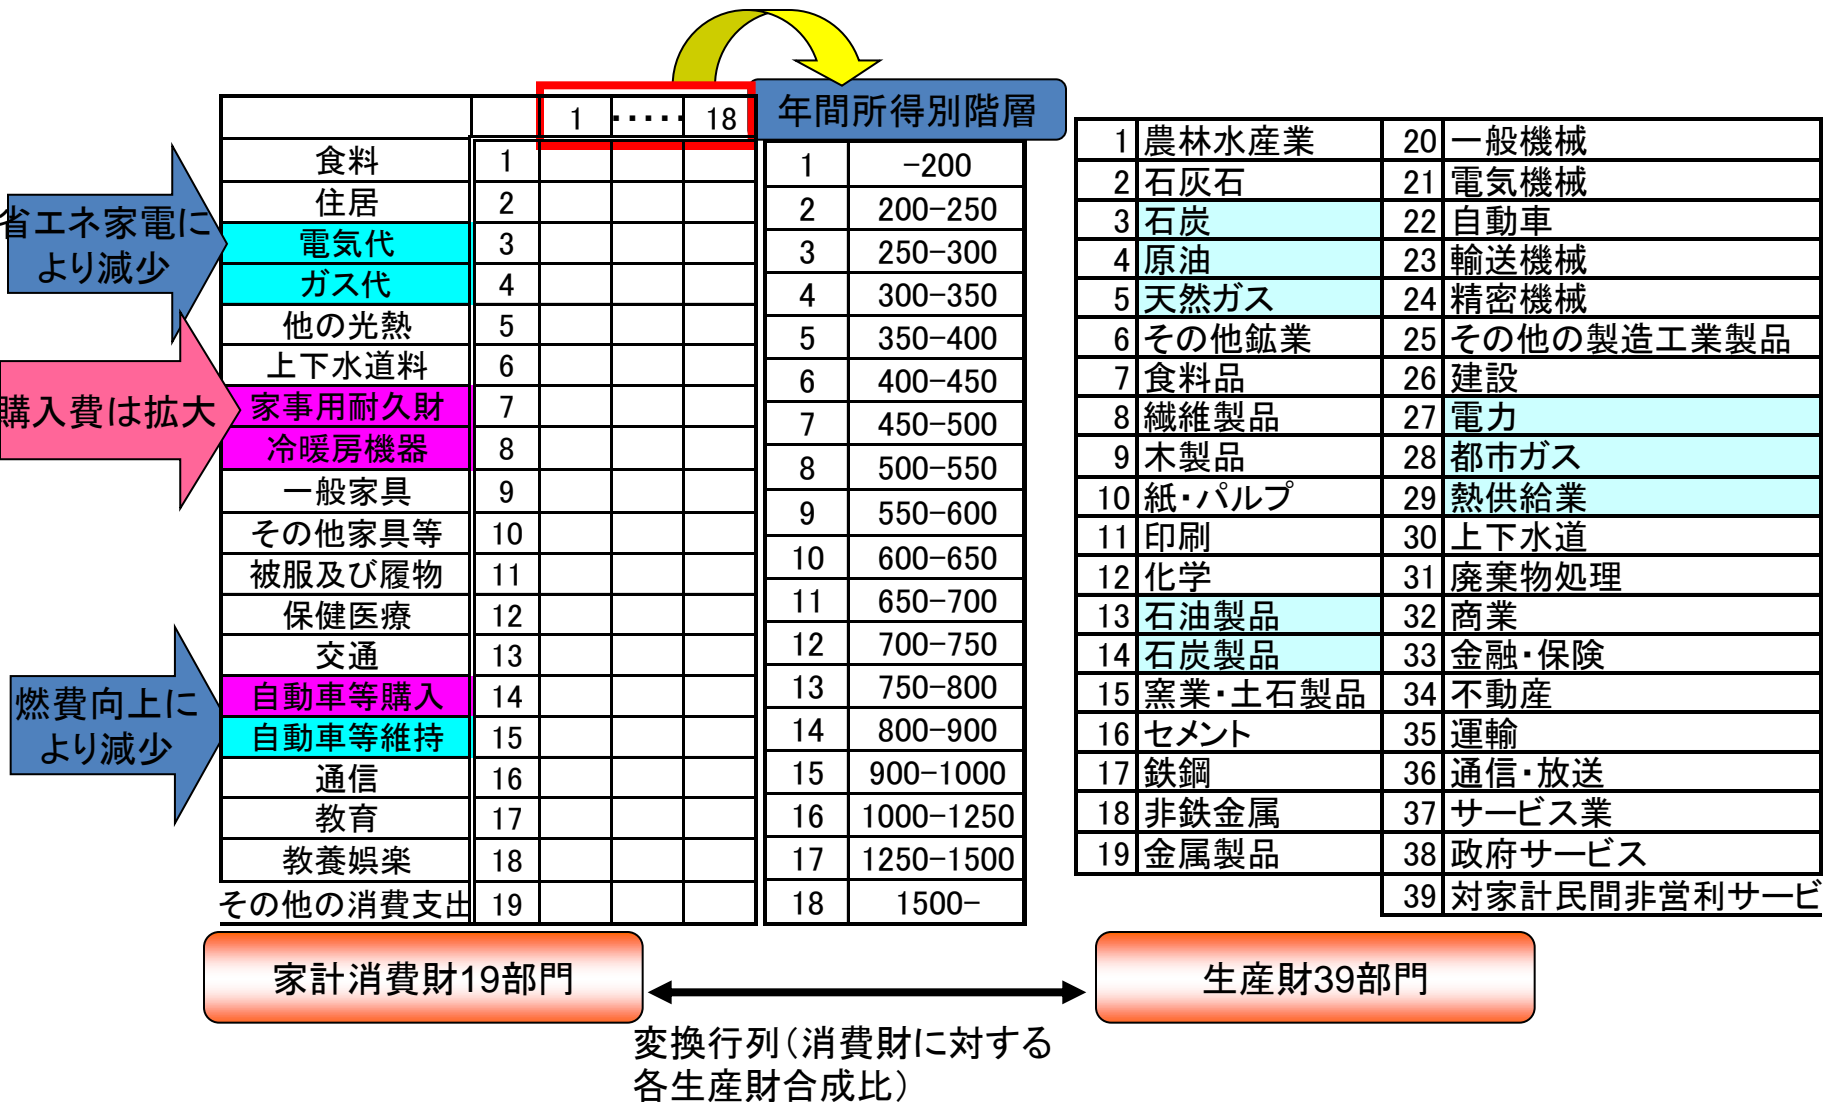 年間所得別階層
1 ····· 18
食料 1
住居 2
電気代 3
ガス代 4
他の光熱 5
上下水道料 6
家事用耐久財 7
冷暖房機器 8
一般家具 9
その他家具等 10
被服及び履物 11
保健医療 12
交通 13
自動車等購入 14
自動車等維持 15
通信 16
教育 17
教養娯楽 18
その他の消費支出 19
省エネ家電に
より減少
購入費は拡大
燃費向上に
より減少
1 -200
2 200-250
3 250-300
4 300-350
5 350-400
6 400-450
7 450-500
8 500-550
9 550-600
10 600-650
11 650-700
12 700-750
13 750-800
14 800-900
15 900-1000
16 1000-1250
17 1250-1500
18 1500-
1 農林水産業 20 一般機械
2 石灰石 21 電気機械
3 石炭 22 自動車
4 原油 23 輸送機械
5 天然ガス 24 精密機械
6 その他鉱業 25 その他の製造工業製品
7 食料品 26 建設
8 繊維製品 27 電力
9 木製品 28 都市ガス
10 紙・パルプ 29 熱供給業
11 印刷 30 上下水道
12 化学 31 廃棄物処理
13 石油製品 32 商業
14 石炭製品 33 金融・保険
15 窯業・土石製品 34 不動産
16 セメント 35 運輸
17 鉄鋼 36 通信・放送
18 非鉄金属 37 サービス業
19 金属製品 38 政府サービス
39 対家計民間非営利サービ
家計消費財19部門
生産財39部門
変換行列(消費財に対する
各生産財合成比)